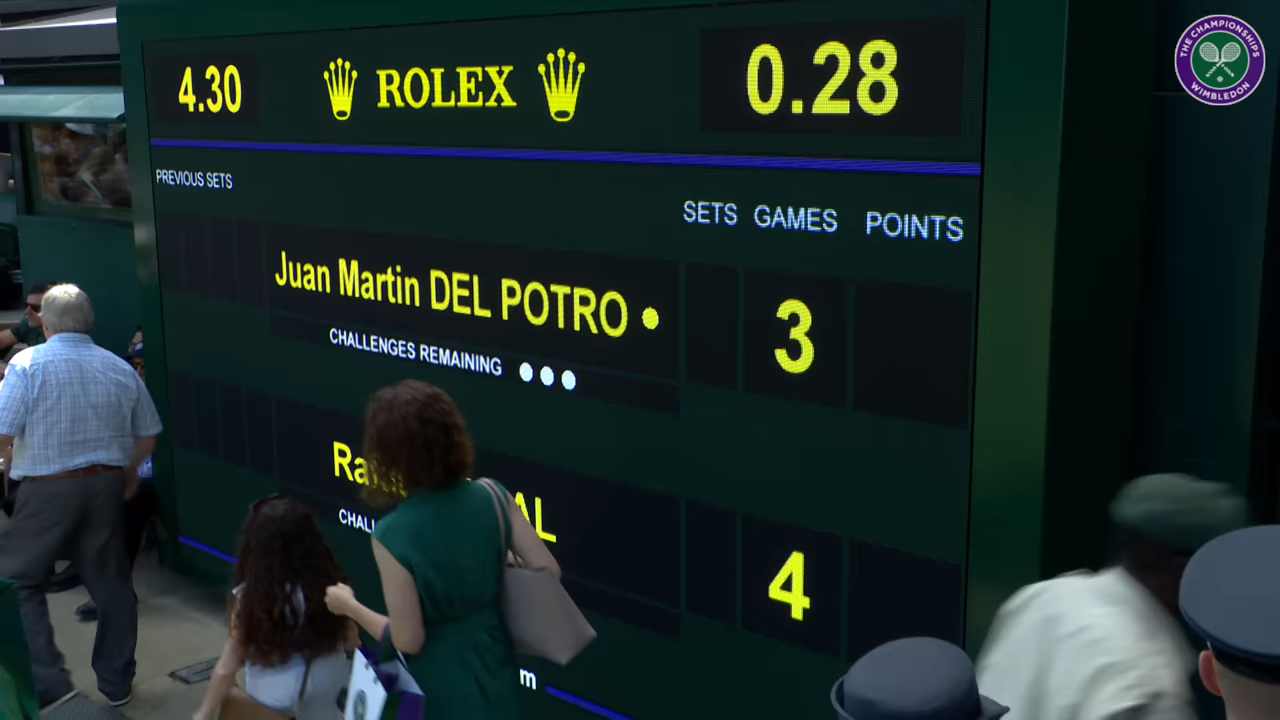 4.30 ROLEX 0.28
THE CHAMPIONSHIPS
WIMBLEDON
PREVIOUS SETS
SETS GAMES POINTS
Juan Martin DEL POTRO • 3
CHALLENGES REMAINING
4